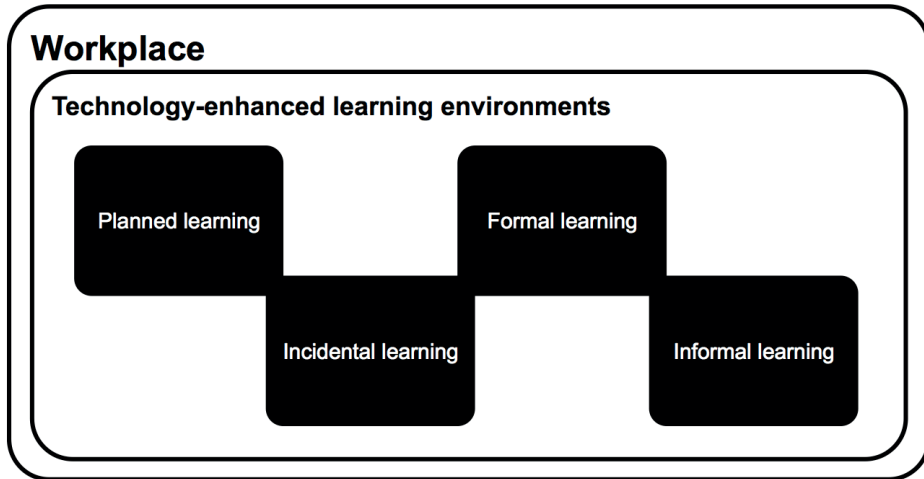 Workplace
Technology-enhanced learning environments
Planned learning
Formal learning
Incidental learning
Informal learning